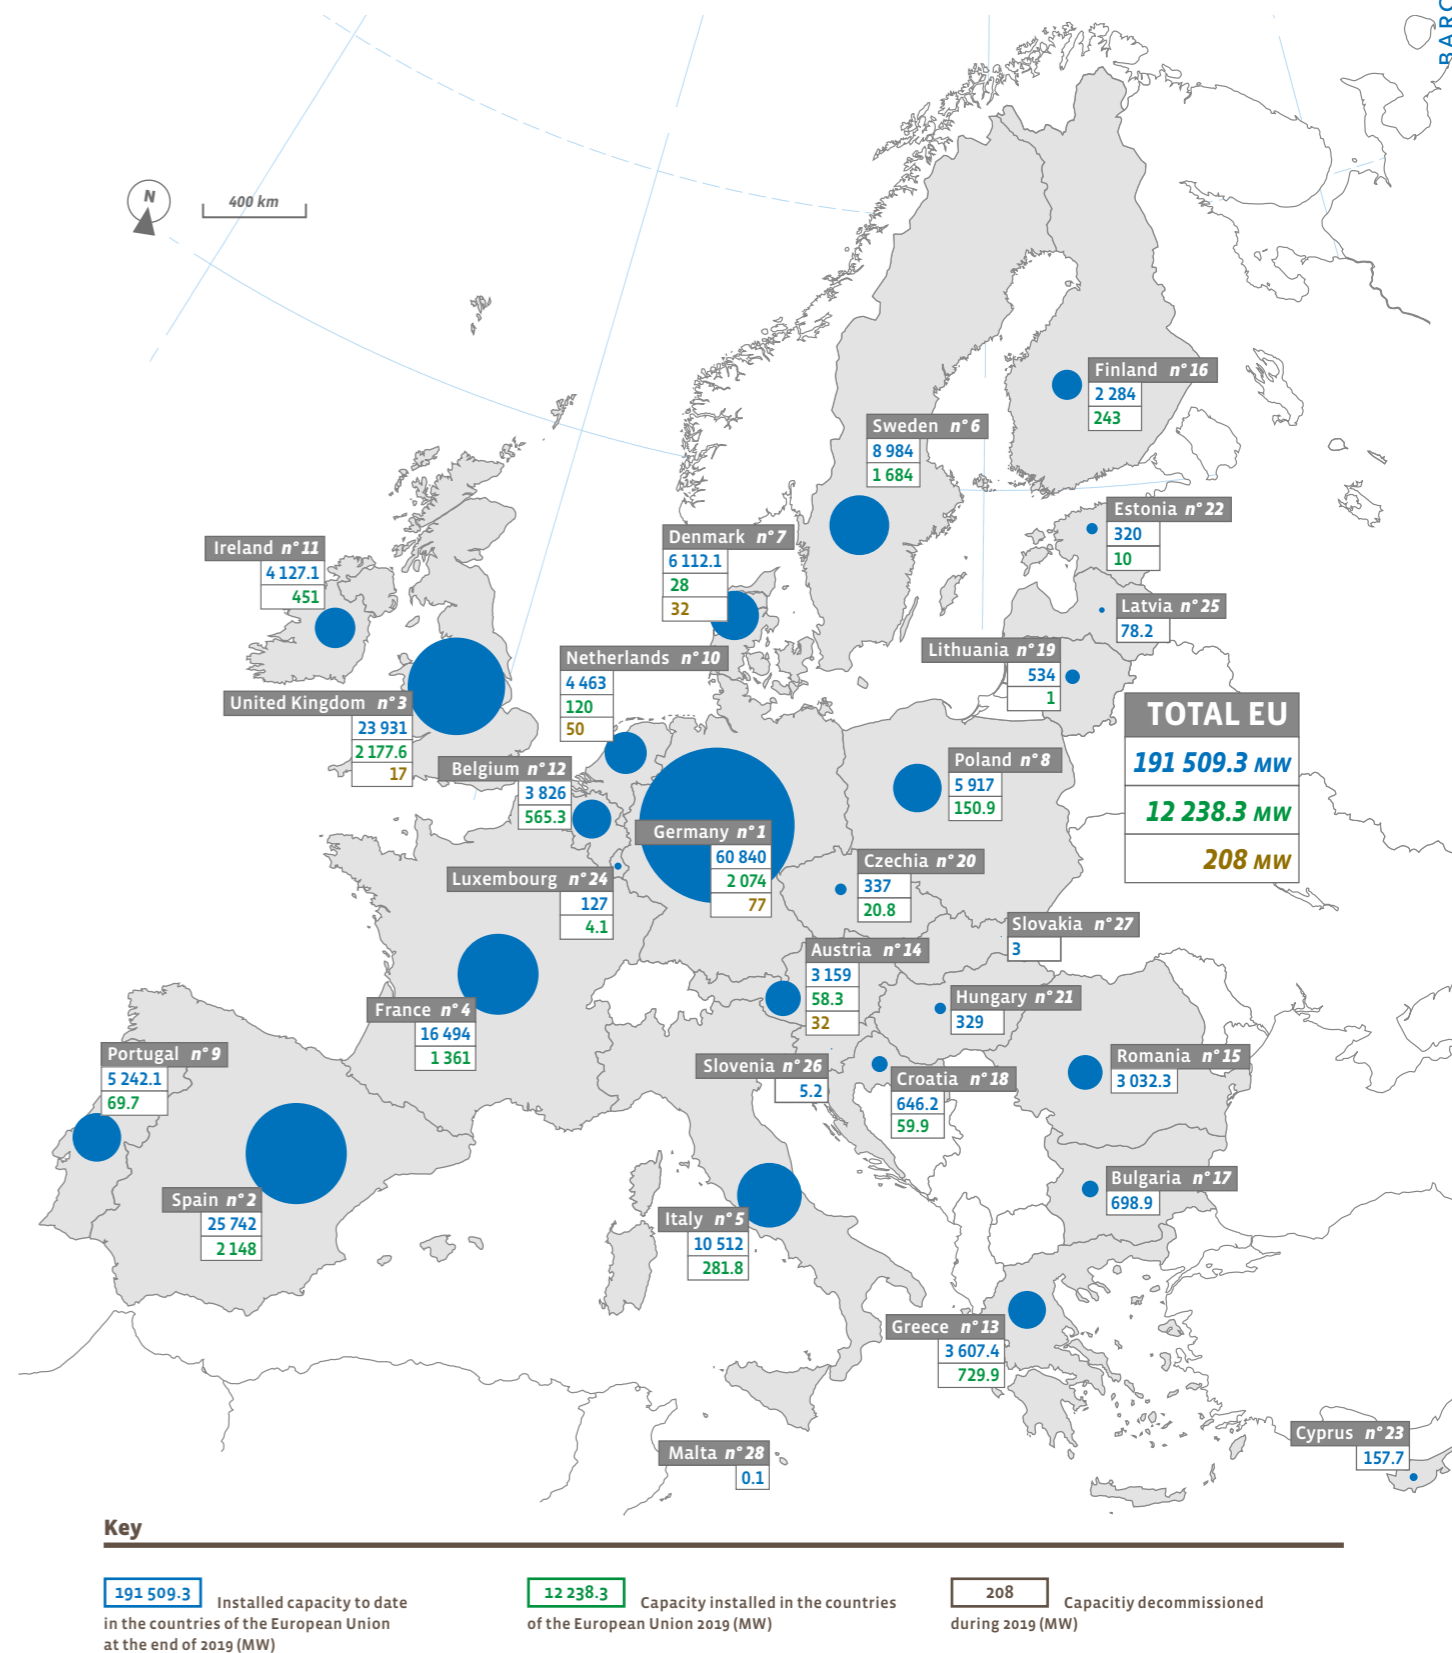 BARO
N
400 km
Finland n° 16
2 284
243
Sweden n° 6
8 984
1 684
Estonia n° 22
320
10
Denmark n° 7
6 112.1
28
32
Ireland n° 11
4 127.1
451
Latvia n° 25
78.2
Lithuania n° 19
534
1
Netherlands n° 10
4 463
120
50
United Kingdom n° 3
23 931
2 177.6
17
TOTAL EU
191 509.3 MW
12 238.3 MW
208 MW
Belgium n° 12
3 826
565.3
Poland n° 8
5 917
150.9
Germany n° 1
60 840
2 074
77
Czechia n° 20
337
20.8
Luxembourg n° 24
127
4.1
Slovakia n° 27
3
Austria n° 14
3 159
58.3
32
Hungary n° 21
329
France n° 4
16 494
1 361
Portugal n° 9
5 242.1
69.7
Slovenia n° 26
5.2
Croatia n° 18
646.2
59.9
Romania n° 15
3 032.3
Bulgaria n° 17
698.9
Spain n° 2
25 742
2 148
Italy n° 5
10 512
281.8
Greece n° 13
3 607.4
729.9
Malta n° 28
0.1
Cyprus n° 23
157.7
Key
191 509.3 Installed capacity to date
in the countries of the European Union
at the end of 2019 (MW)
12 238.3 Capacity installed in the countries
of the European Union 2019 (MW)
208 Capacitiy decommissioned
during 2019 (MW)